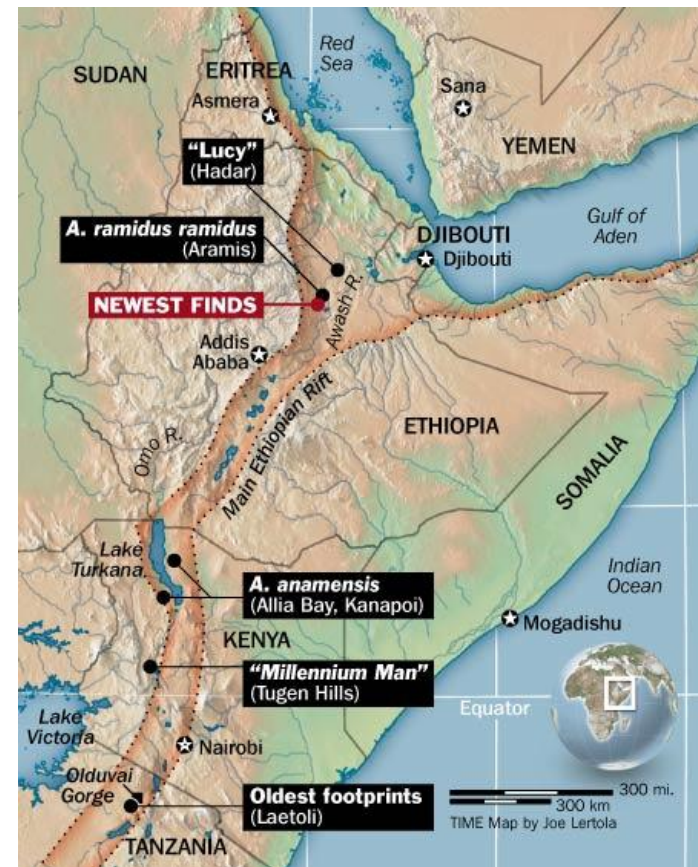 Red
Sea
SUDAN
ERITREA
Asmera
Sana
YEMEN
“Lucy”
(Hadar)
A. ramidus ramidus
(Aramis)
DJIBOUTI
Djibouti
Gulf of
Aden
NEWEST FINDS
Awash R.
Addis
Ababa
Omo R.
Main Ethiopian Rift
ETHIOPIA
SOMALIA
Lake
Turkana
A. anamensis
(Allia Bay, Kanapoi)
Indian
Ocean
KENYA
Mogadishu
“Millennium Man”
(Tugen Hills)
Equator
Lake
Victoria
Nairobi
Olduvai
Gorge
Oldest footprints
(Laetoli)
300 mi.
300 km
TIME Map by Joe Lertola
TANZANIA